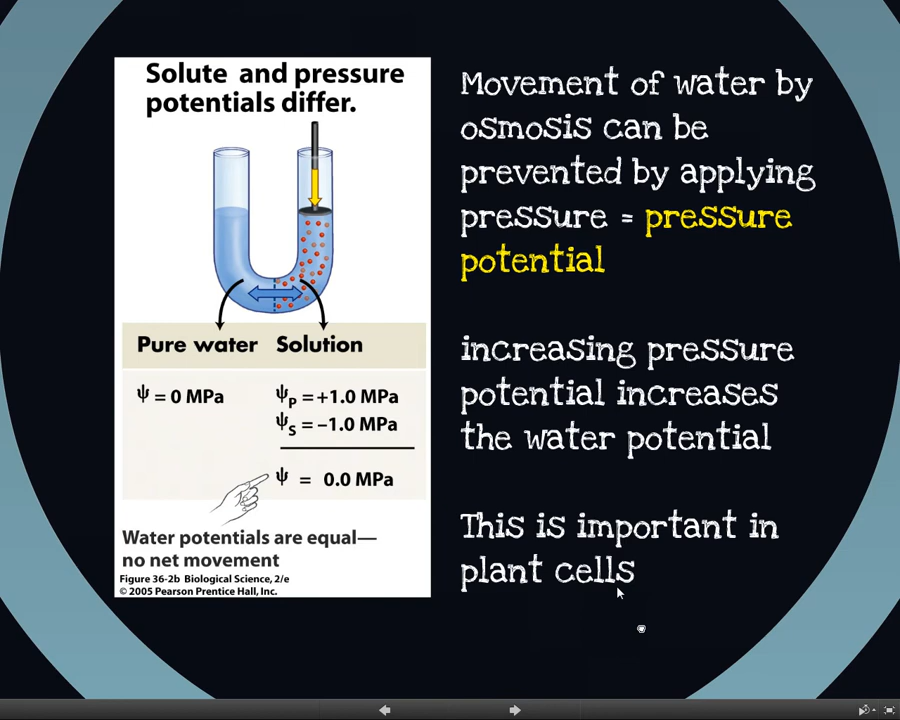 Solute and pressure
potentials differ.
Pure water Solution
ψ = 0 MPa ψP = +1.0 MPa
ψS = –1.0 MPa
ψ = 0.0 MPa
Water potentials are equal—
no net movement
Figure 36-2b Biological Science, 2/e
© 2005 Pearson Prentice Hall, Inc.
Movement of water by
osmosis can be
prevented by applying
pressure = pressure
potential
increasing pressure
potential increases
the water potential
This is important in
plant cells